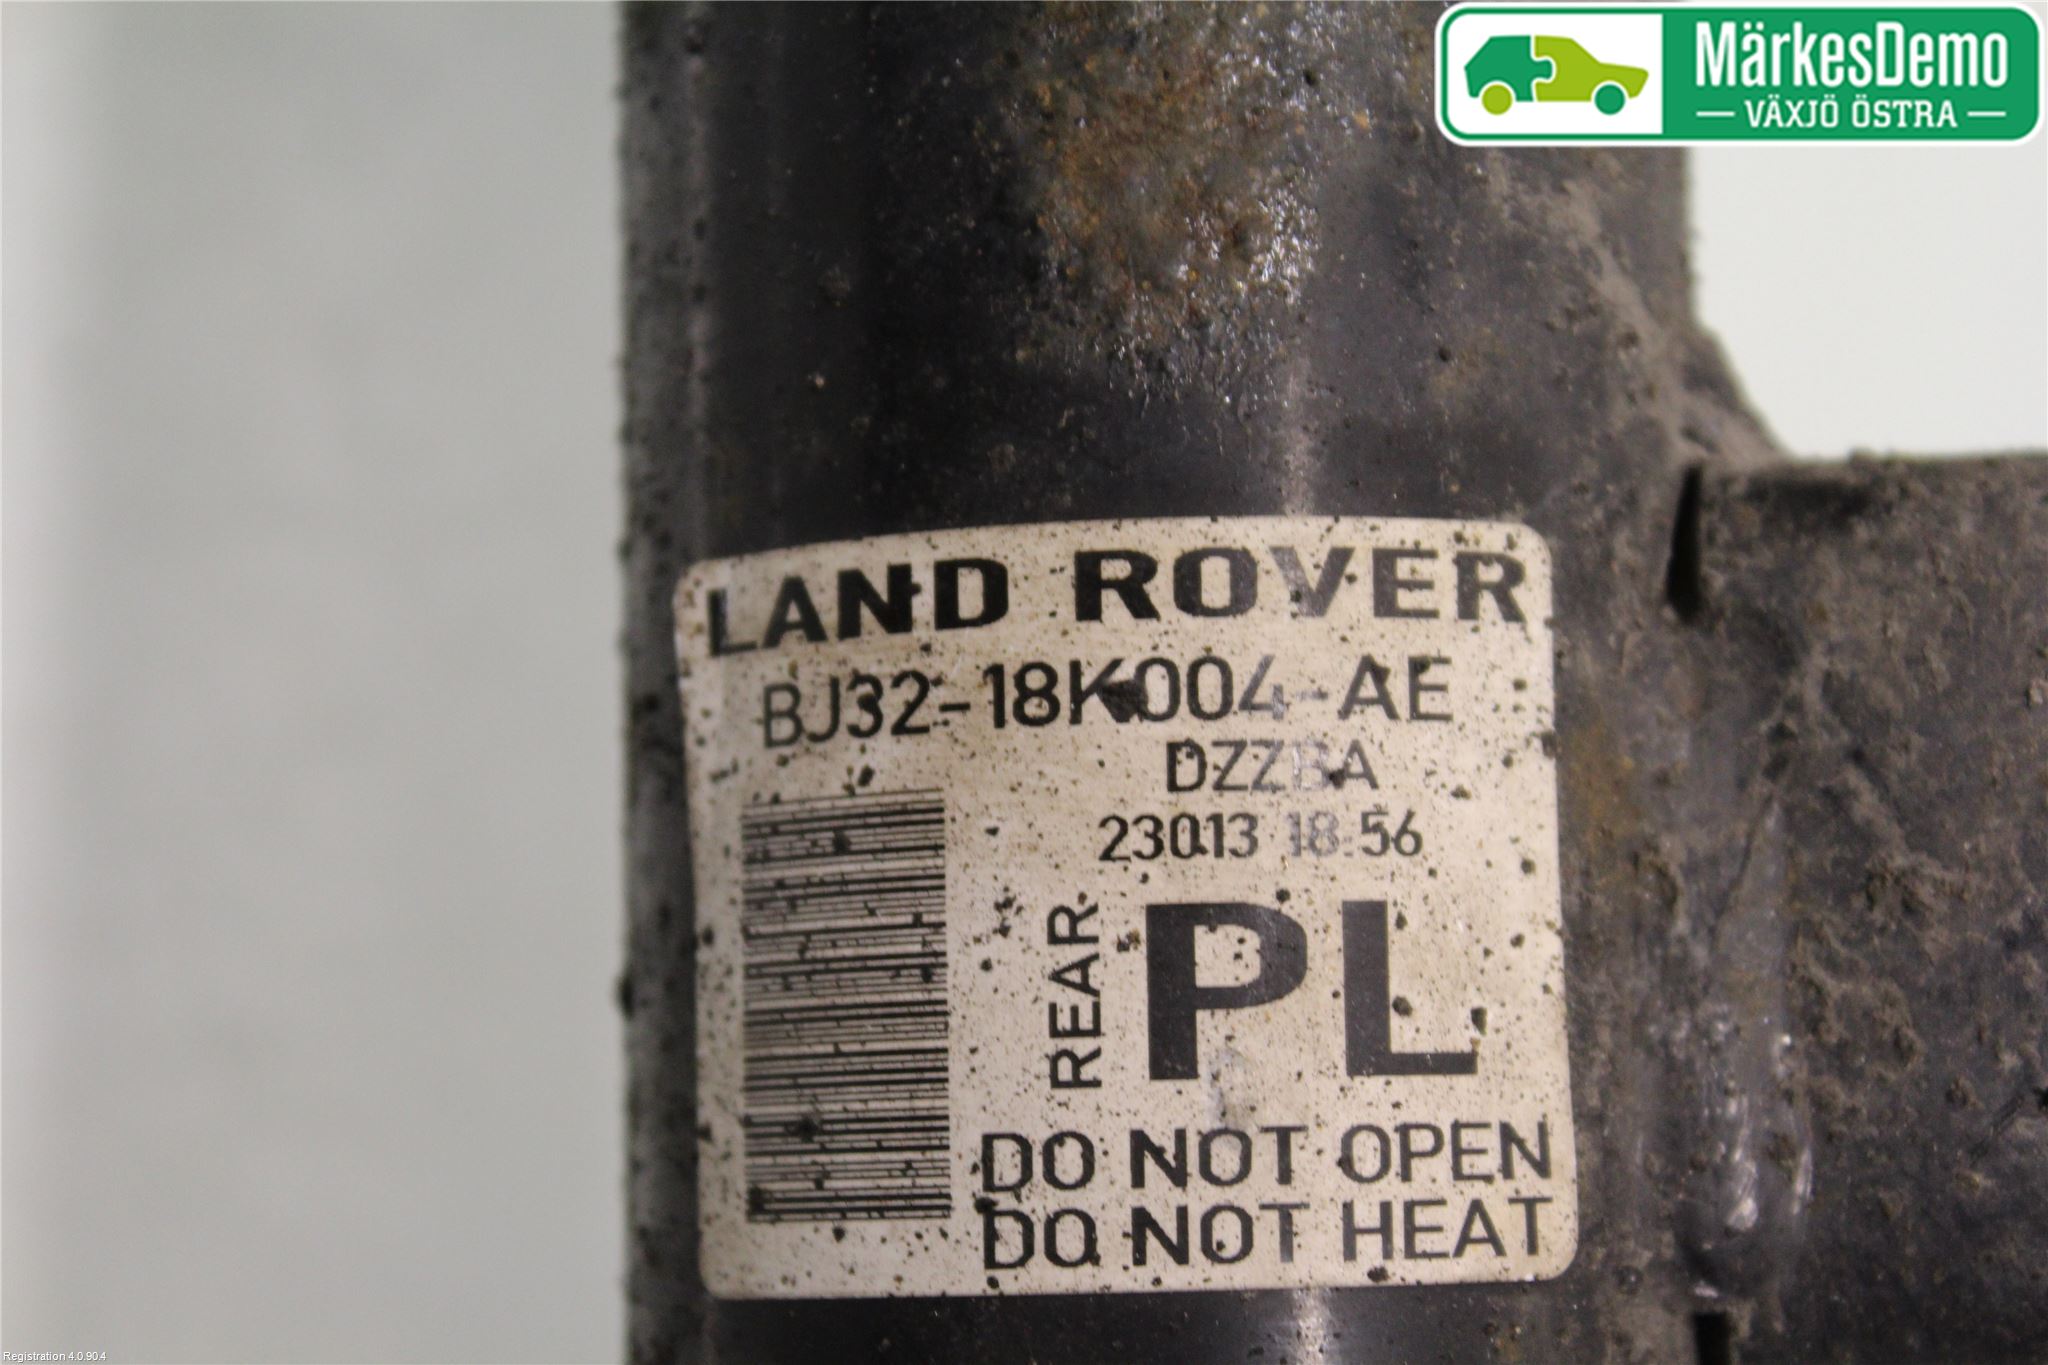 MärkesDemo
VÄXJÖ ÖSTRA
LAND ROVER
BJ32-18K004-AE
DZZBA
23013 18:56
REAR
PL
DO NOT OPEN
DO NOT HEAT
Registration 4.0.90.4